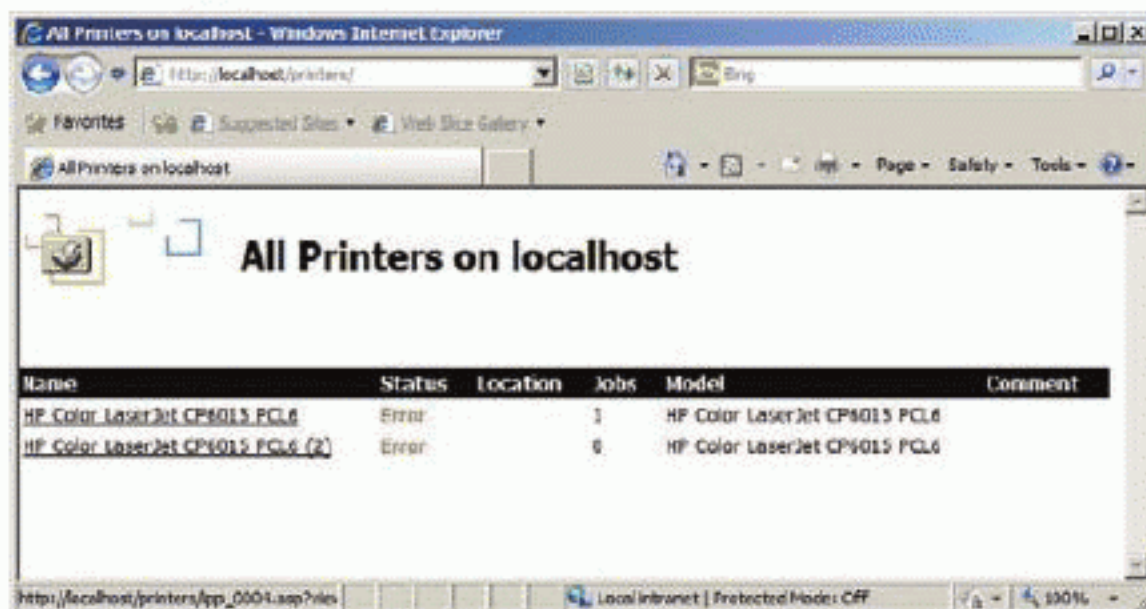 All Printers on localhost - Windows Internet Explorer
http://localhost/printers/
Bing
Favorites Suggested Sites Web Slice Gallery
All Printers on localhost
Page Safety Tools
All Printers on localhost
Name Status Location Jobs Model Comment
HP Color LaserJet CP6015 PCL6 Error 1 HP Color LaserJet CP6015 PCL6
HP Color LaserJet CP6015 PCL6 (2) Error 0 HP Color LaserJet CP6015 PCL6
Local intranet | Protected Mode: Off
100%